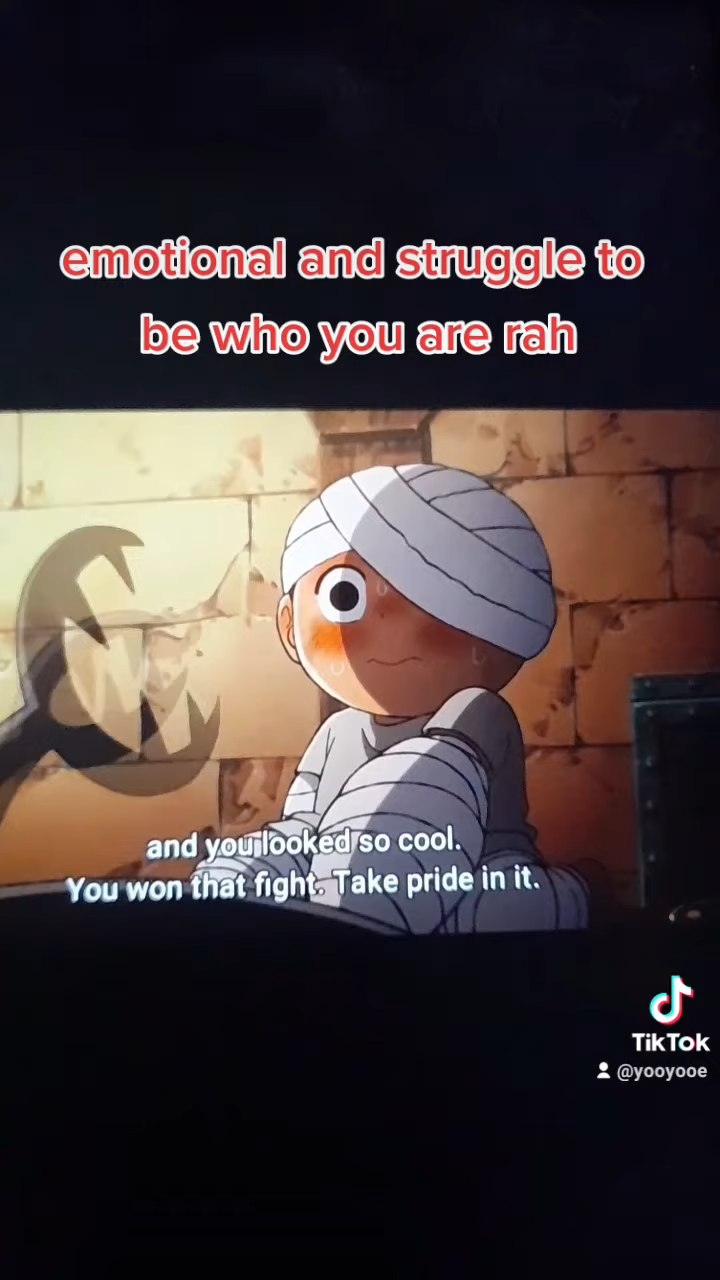 emotional and struggle to
be who you are rah
and you looked so cool.
You won that fight. Take pride in it.
TikTok
@yooyooe